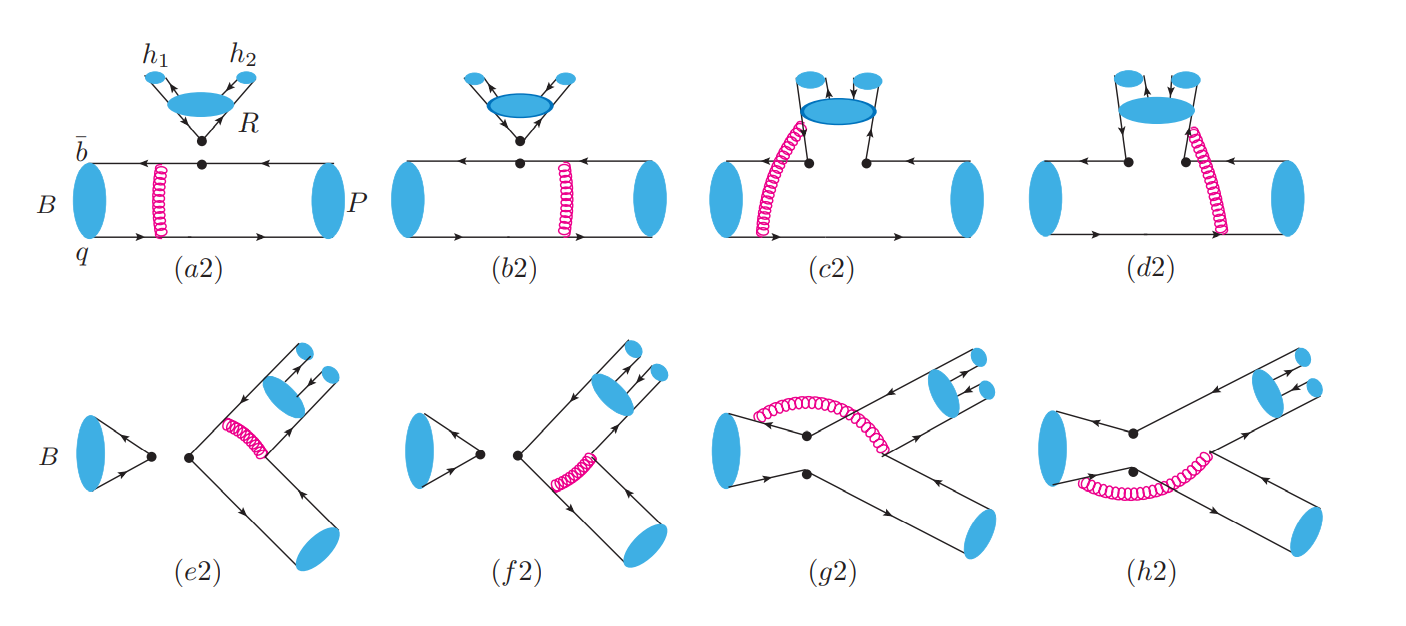 h₁ h₂
R
b̄
B P
q
(a2) (b2) (c2) (d2)
B
(e2) (f2) (g2) (h2)